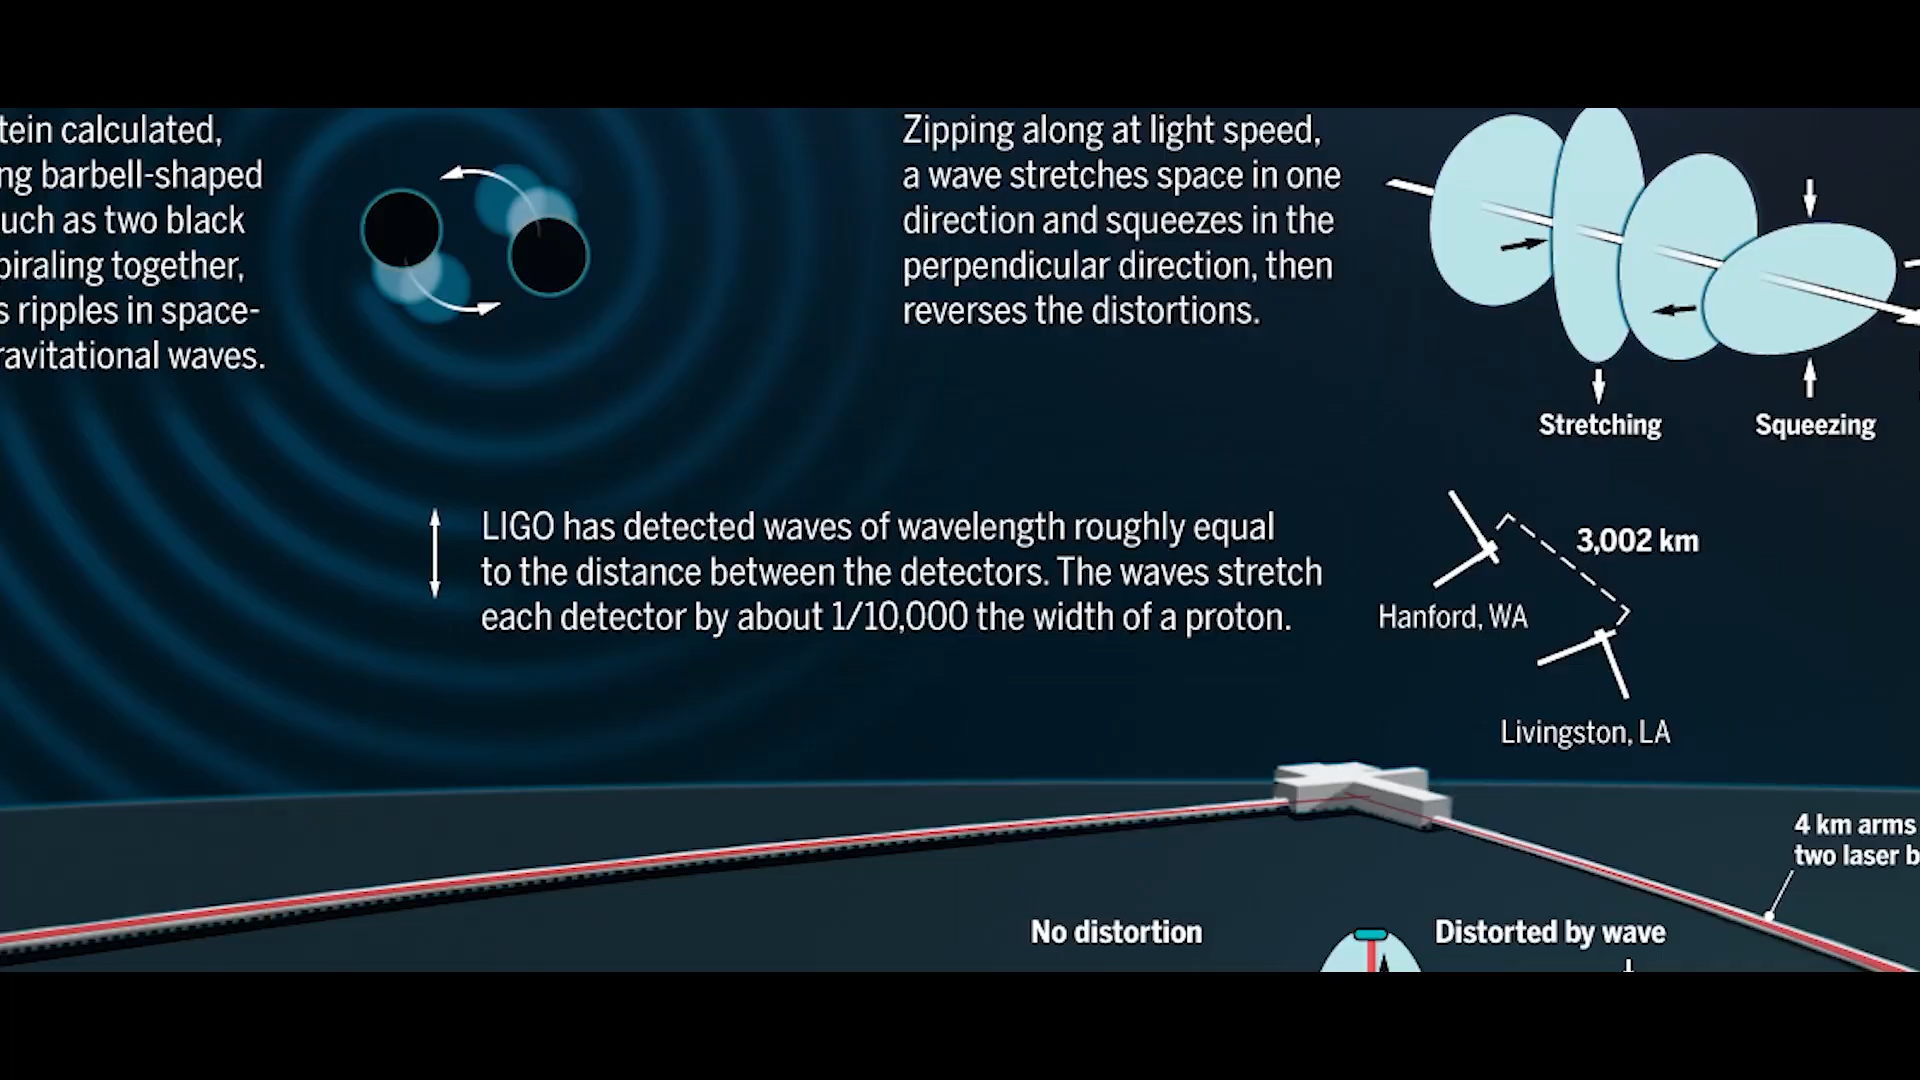 tein calculated,
ng barbell-shaped
uch as two black
piraling together,
s ripples in space-
ravitational waves.
Zipping along at light speed,
a wave stretches space in one
direction and squeezes in the
perpendicular direction, then
reverses the distortions.
Stretching
Squeezing
LIGO has detected waves of wavelength roughly equal
to the distance between the detectors. The waves stretch
each detector by about 1/10,000 the width of a proton.
3,002 km
Hanford, WA
Livingston, LA
4 km arms
two laser b
No distortion
Distorted by wave